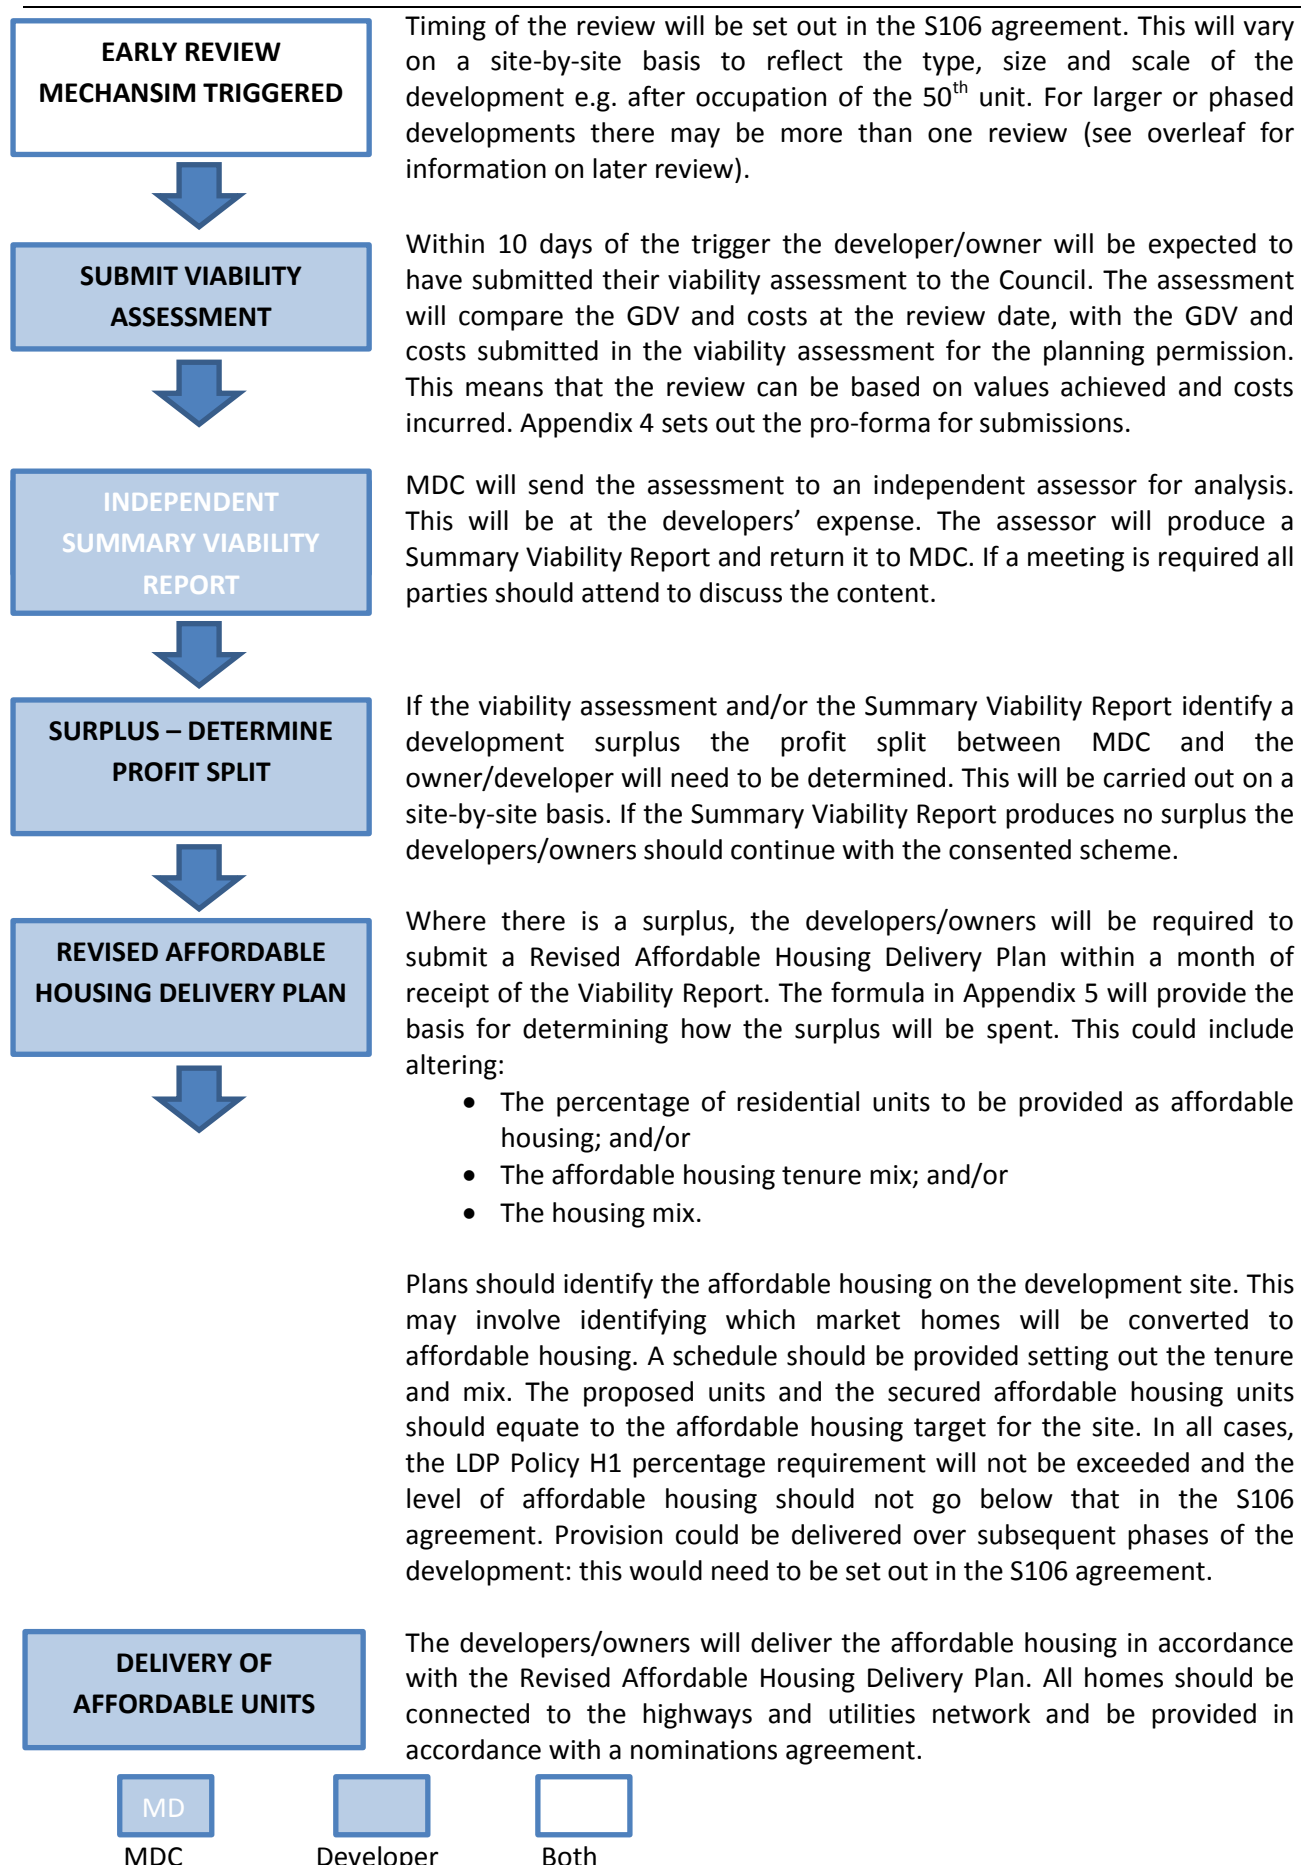 EARLY REVIEW
MECHANSIM TRIGGERED
Timing of the review will be set out in the S106 agreement. This will vary
on a site-by-site basis to reflect the type, size and scale of the
development e.g. after occupation of the 50th unit. For larger or phased
developments there may be more than one review (see overleaf for
information on later review).
SUBMIT VIABILITY
ASSESSMENT
Within 10 days of the trigger the developer/owner will be expected to
have submitted their viability assessment to the Council. The assessment
will compare the GDV and costs at the review date, with the GDV and
costs submitted in the viability assessment for the planning permission.
This means that the review can be based on values achieved and costs
incurred. Appendix 4 sets out the pro-forma for submissions.
INDEPENDENT
SUMMARY VIABILITY
REPORT
MDC will send the assessment to an independent assessor for analysis.
This will be at the developers’ expense. The assessor will produce a
Summary Viability Report and return it to MDC. If a meeting is required all
parties should attend to discuss the content.
SURPLUS – DETERMINE
PROFIT SPLIT
If the viability assessment and/or the Summary Viability Report identify a
development surplus the profit split between MDC and the
owner/developer will need to be determined. This will be carried out on a
site-by-site basis. If the Summary Viability Report produces no surplus the
developers/owners should continue with the consented scheme.
REVISED AFFORDABLE
HOUSING DELIVERY PLAN
Where there is a surplus, the developers/owners will be required to
submit a Revised Affordable Housing Delivery Plan within a month of
receipt of the Viability Report. The formula in Appendix 5 will provide the
basis for determining how the surplus will be spent. This could include
altering:
• The percentage of residential units to be provided as affordable
housing; and/or
• The affordable housing tenure mix; and/or
• The housing mix.
Plans should identify the affordable housing on the development site. This
may involve identifying which market homes will be converted to
affordable housing. A schedule should be provided setting out the tenure
and mix. The proposed units and the secured affordable housing units
should equate to the affordable housing target for the site. In all cases,
the LDP Policy H1 percentage requirement will not be exceeded and the
level of affordable housing should not go below that in the S106
agreement. Provision could be delivered over subsequent phases of the
development: this would need to be set out in the S106 agreement.
DELIVERY OF
AFFORDABLE UNITS
The developers/owners will deliver the affordable housing in accordance
with the Revised Affordable Housing Delivery Plan. All homes should be
connected to the highways and utilities network and be provided in
accordance with a nominations agreement.
MD
MDC Developer Both